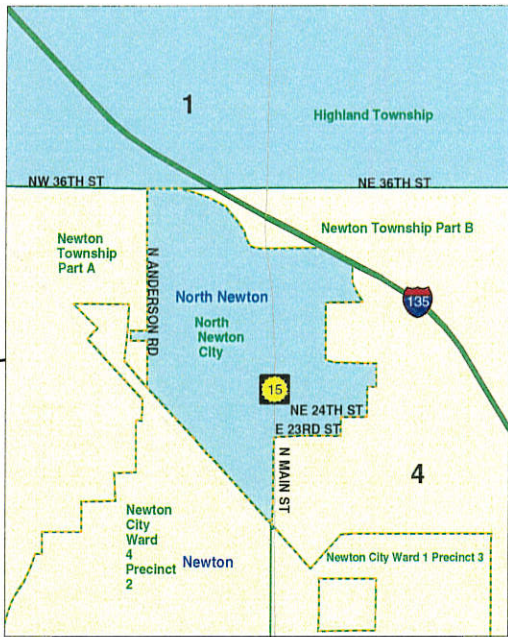 1
Highland Township
NW 36TH ST
NE 36TH ST
Newton
Township
Part A
N ANDERSON RD
Newton Township Part B
North Newton
North
Newton
City
135
15
NE 24TH ST
E 23RD ST
N MAIN ST
4
Newton
City
Ward
4
Precinct
2
Newton
Newton City Ward 1 Precinct 3